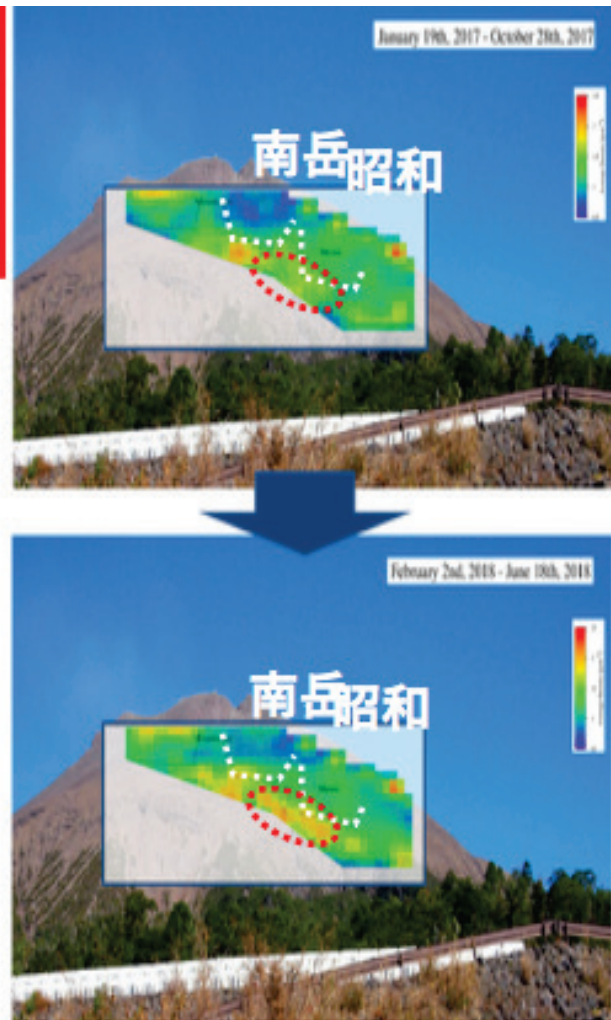 January 19th, 2017 - October 28th, 2017
南岳
昭和
February 2nd, 2018 - June 18th, 2018
南岳
昭和